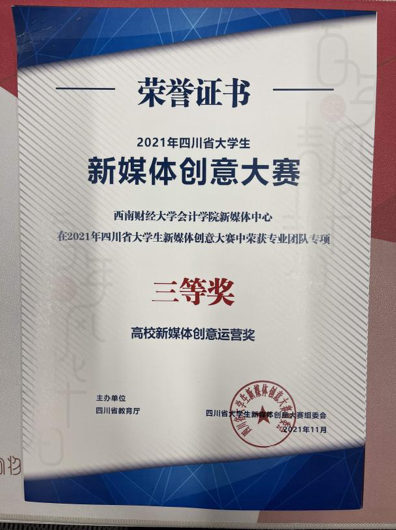 荣誉证书
2021年四川省大学生
新媒体创意大赛
西南财经大学会计学院新媒体中心
在2021年四川省大学生新媒体创意大赛中荣获专业团队专项
三等奖
高校新媒体创意运营奖
主办单位
四川省教育厅
四川省大学生新媒体创意大赛组委会
2021年11月